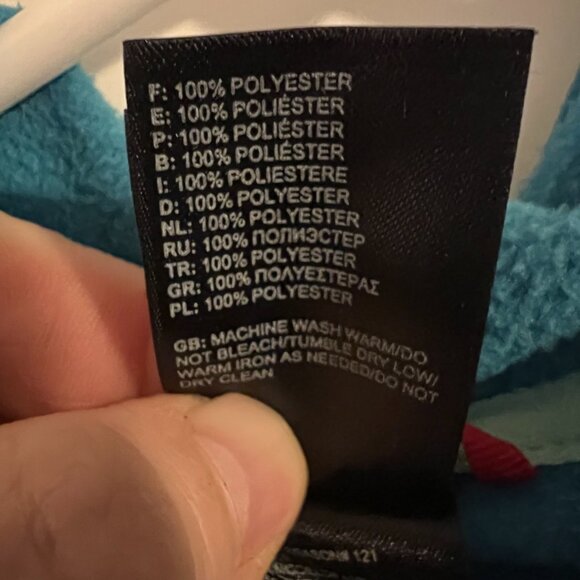 F: 100% POLYESTER
E: 100% POLIÉSTER
P: 100% POLIÉSTER
B: 100% POLIÉSTER
I: 100% POLIESTERE
D: 100% POLYESTER
NL: 100% POLYESTER
RU: 100% ПОЛИЭСТЕР
TR: 100% POLYESTER
GR: 100% ΠΟΛΥΕΣΤΕΡΑΣ
PL: 100% POLYESTER
GB: MACHINE WASH WARM/DO
NOT BLEACH/TUMBLE DRY LOW/
WARM IRON AS NEEDED/DO NOT
DRY CLEAN
121